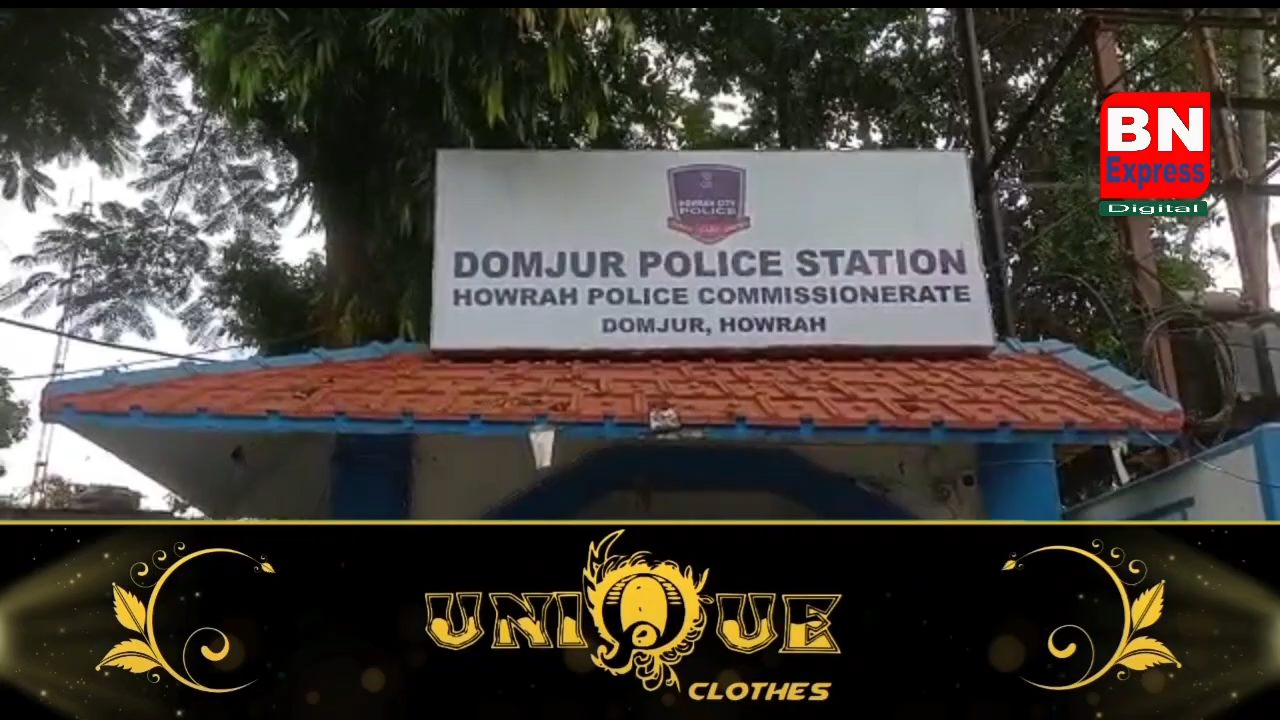 BN
Express
Digital
HOWRAH CITY
POLICE
DOMJUR POLICE STATION
HOWRAH POLICE COMMISSIONERATE
DOMJUR, HOWRAH
UNIQUE
CLOTHES